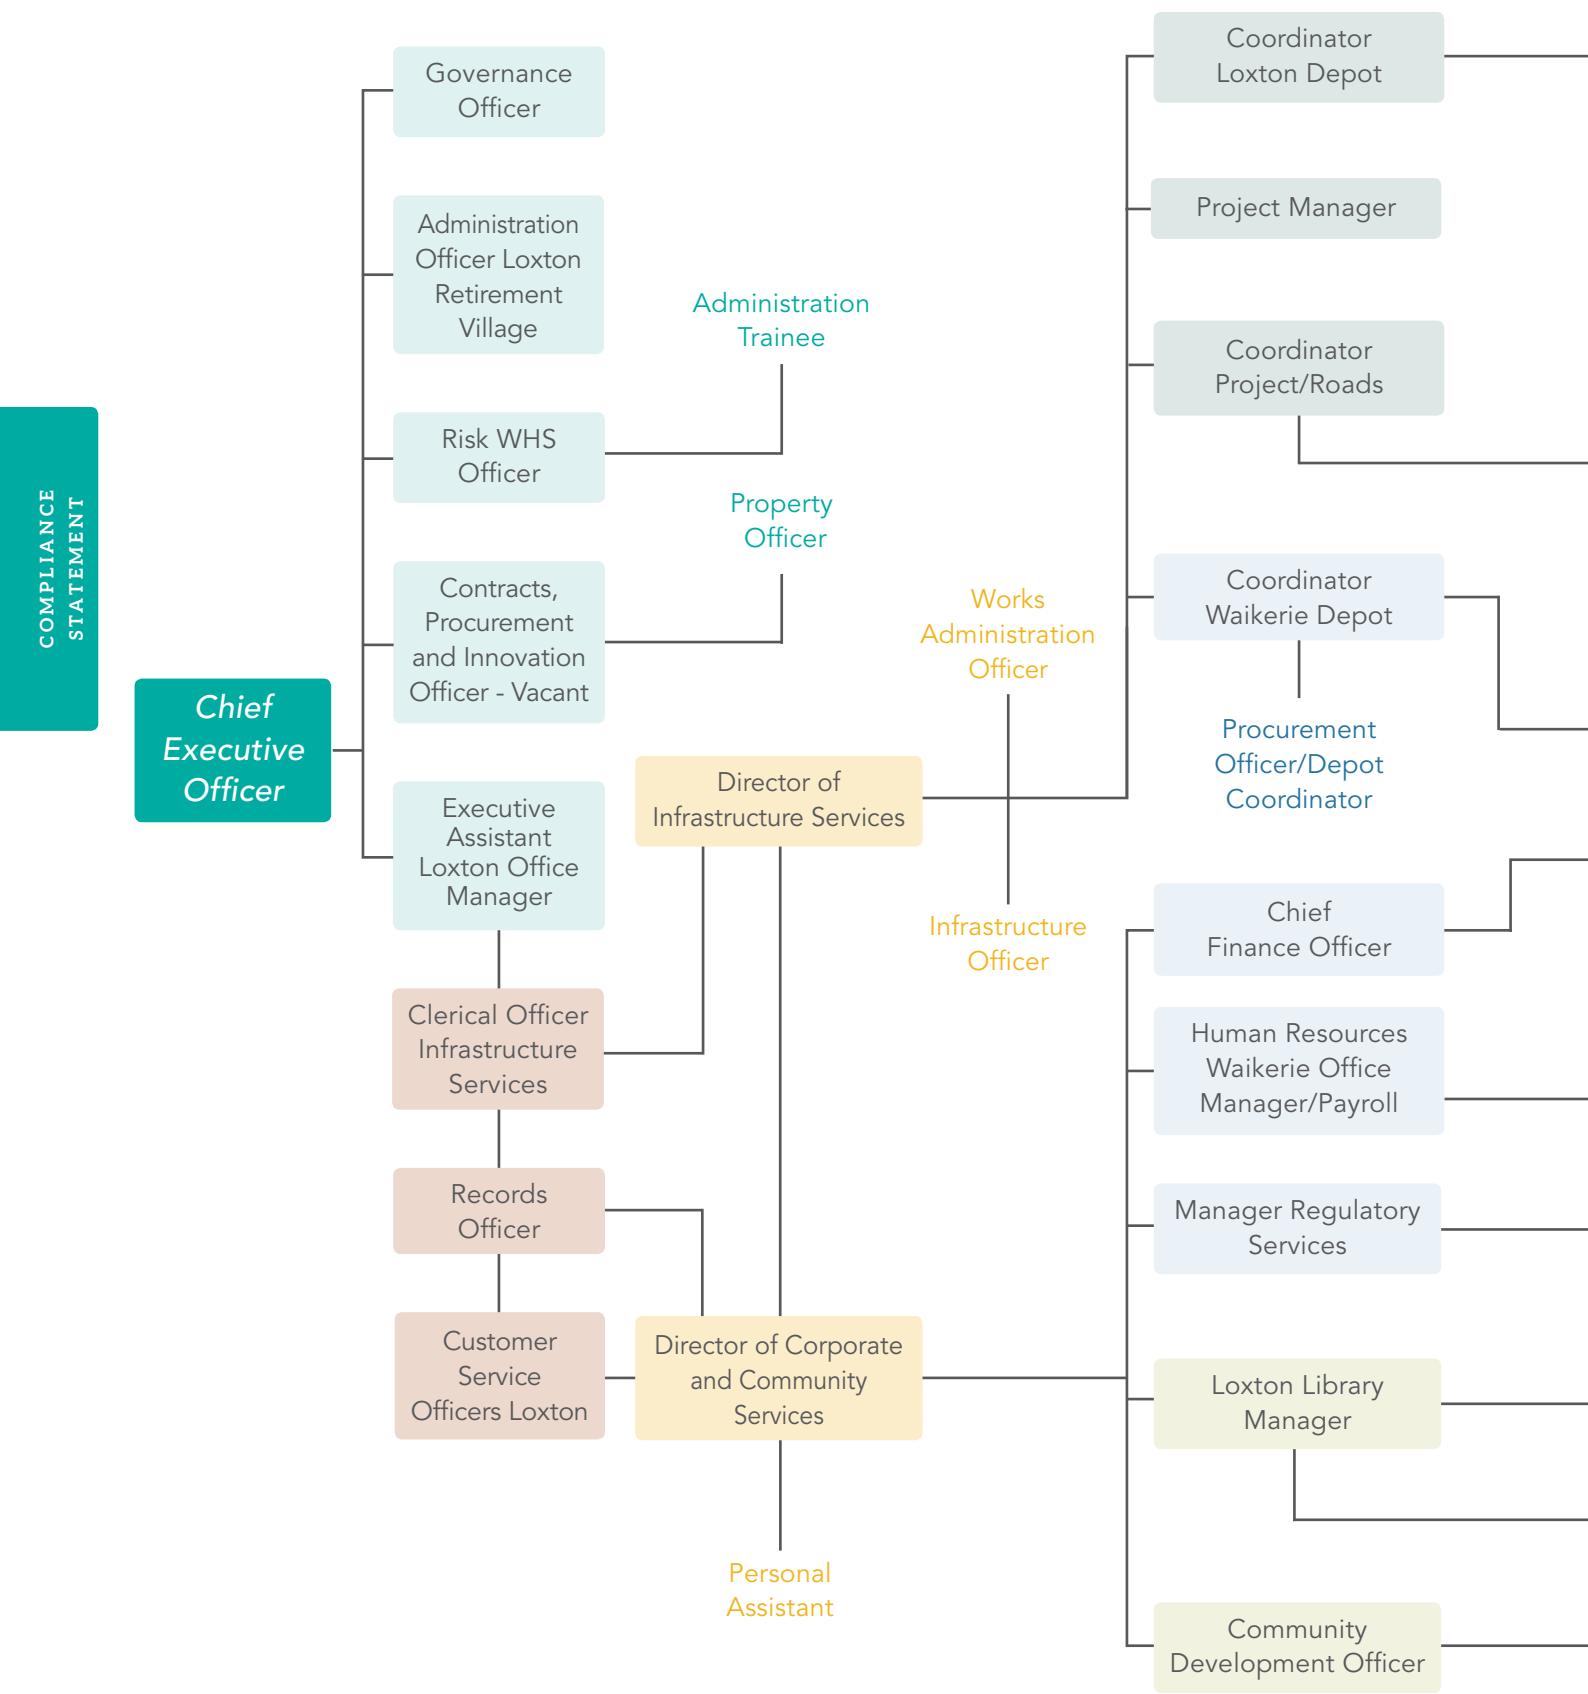 COMPLIANCE
STATEMENT
Chief
Executive
Officer
Governance
Officer
Administration
Officer Loxton
Retirement
Village
Risk WHS
Officer
Contracts,
Procurement
and Innovation
Officer - Vacant
Executive
Assistant
Loxton Office
Manager
Clerical Officer
Infrastructure
Services
Records
Officer
Customer
Service
Officers Loxton
Administration
Trainee
Property
Officer
Director of
Infrastructure Services
Director of Corporate
and Community
Services
Personal
Assistant
Works
Administration
Officer
Infrastructure
Officer
Coordinator
Loxton Depot
Project Manager
Coordinator
Project/Roads
Coordinator
Waikerie Depot
Procurement
Officer/Depot
Coordinator
Chief
Finance Officer
Human Resources
Waikerie Office
Manager/Payroll
Manager Regulatory
Services
Loxton Library
Manager
Community
Development Officer